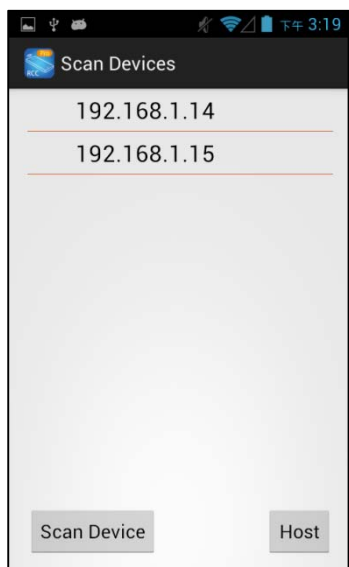 下午 3:19
Scan Devices
192.168.1.14
192.168.1.15
Scan Device
Host